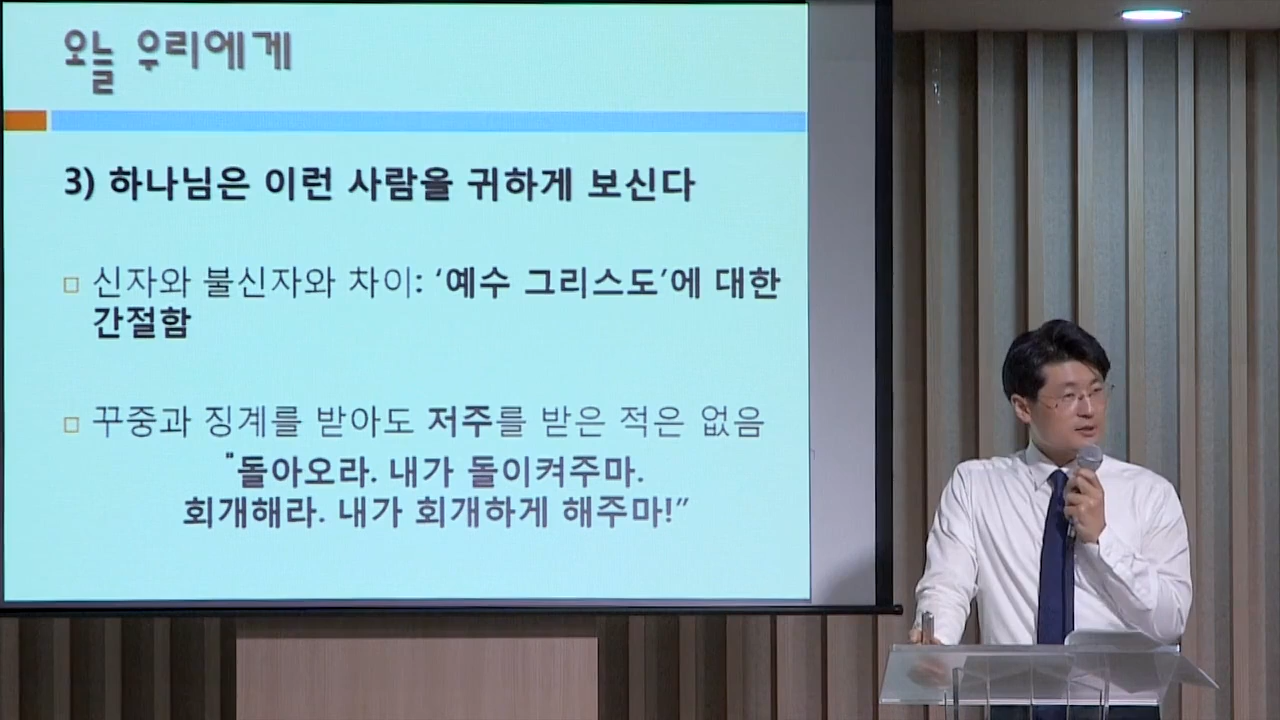 오늘 우리에게
3) 하나님은 이런 사람을 귀하게 보신다
신자와 불신자와 차이: ‘예수 그리스도’에 대한
간절함
꾸중과 징계를 받아도 저주를 받은 적은 없음
"돌아오라. 내가 돌이켜주마.
회개해라. 내가 회개하게 해주마!”